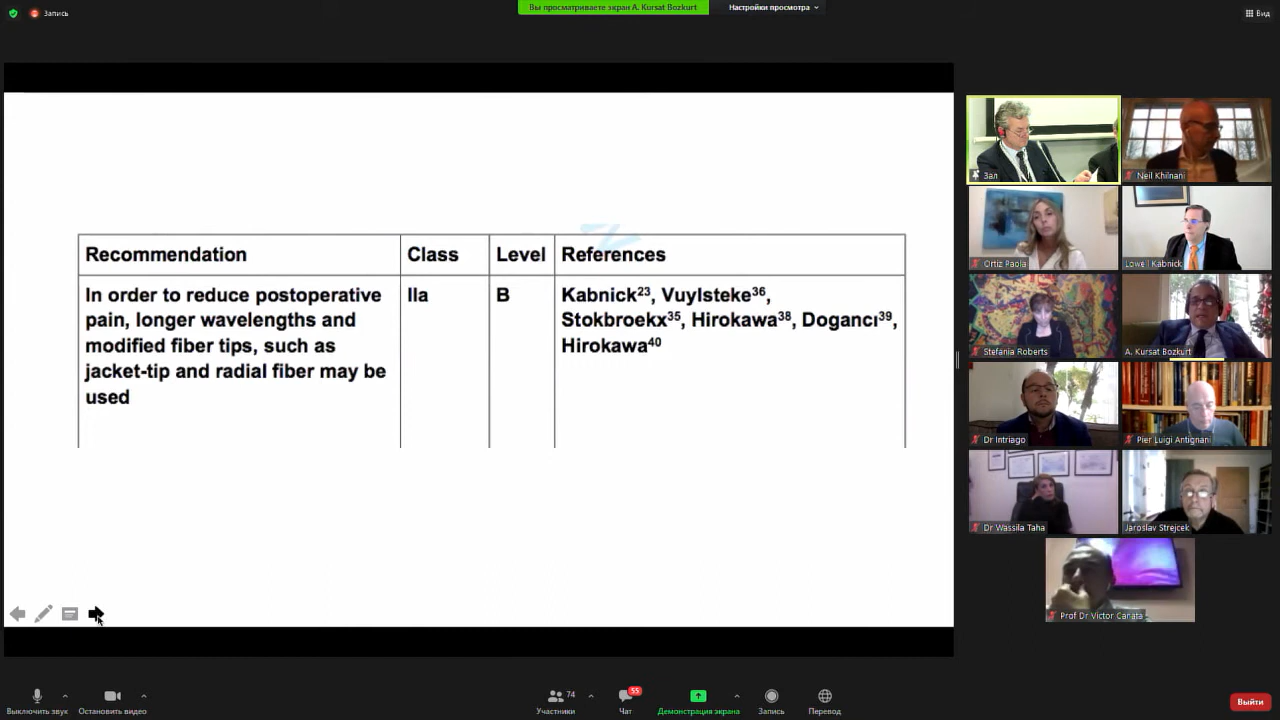 Запись
Вы просматриваете экран A. Kursat Bozkurt
Настройки просмотра
Вид
Recommendation
Class
Level
References
In order to reduce postoperative
pain, longer wavelengths and
modified fiber tips, such as
jacket-tip and radial fiber may be
used
IIa
B
Kabnick23, Vuylsteke36,
Stokbroekx35, Hirokawa38, Dogancı39,
Hirokawa40
Зал
Neil Khilnani
Ortiz Paola
Lowell Kabnick
Stefania Roberts
A. Kursat Bozkurt
Dr Intriago
Pier Luigi Antignani
Dr Wassila Taha
Jaroslav Strejcek
Prof Dr Victor Canata
Выключить звук
Остановить видео
74
Участники
55
Чат
Демонстрация экрана
Запись
Перевод
Выйти